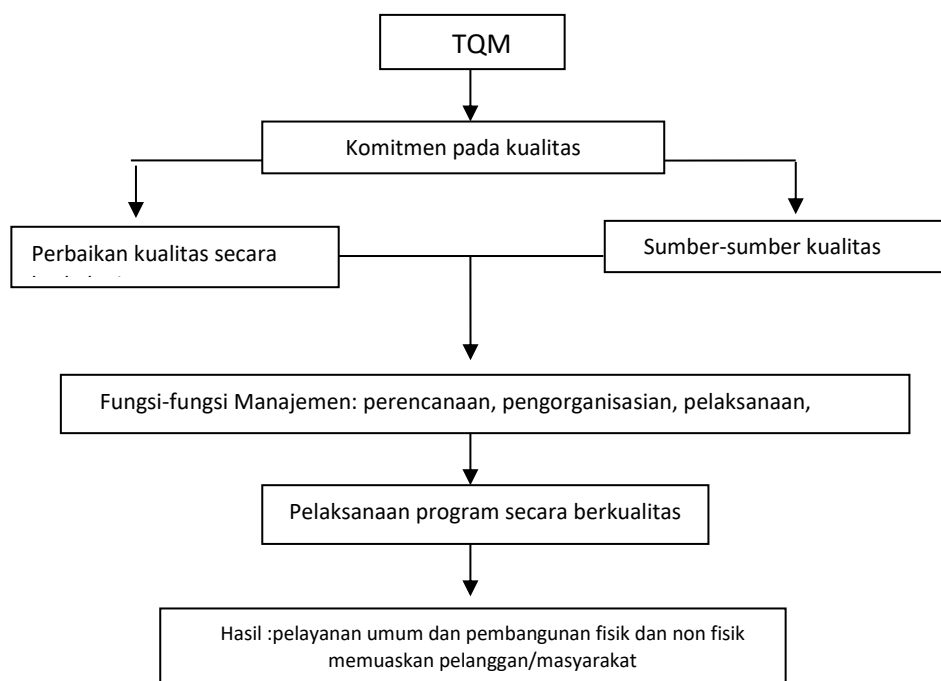 TQM
Komitmen pada kualitas
Perbaikan kualitas secara
Sumber-sumber kualitas
Fungsi-fungsi Manajemen: perencanaan, pengorganisasian, pelaksanaan,
Pelaksanaan program secara berkualitas
Hasil :pelayanan umum dan pembangunan fisik dan non fisik
memuaskan pelanggan/masyarakat